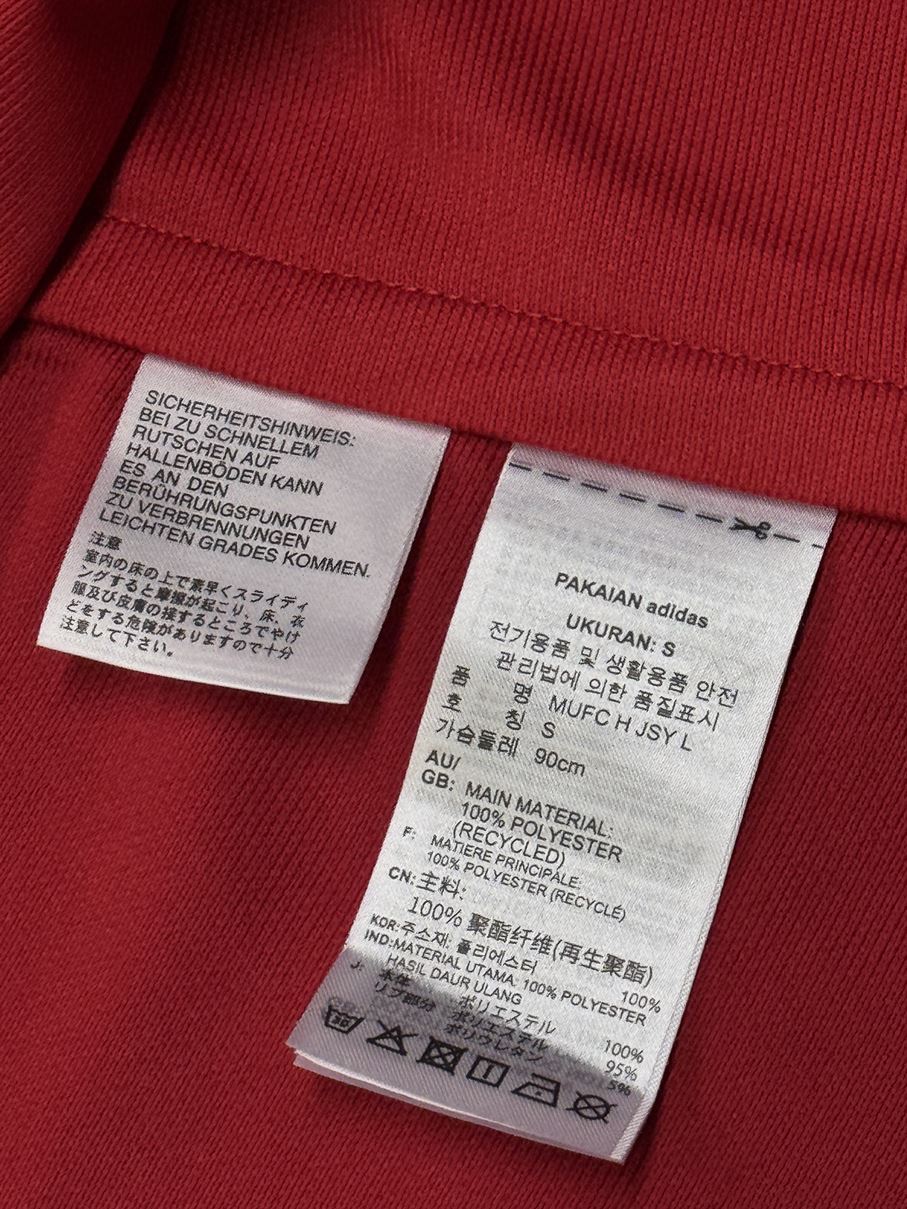 SICHERHEITSHINWEIS:
BEI ZU SCHNELLEM
RUTSCHEN AUF
HALLENBÖDEN KANN
ES AN DEN
BERÜHRUNGSPUNKTEN
ZU VERBRENNUNGEN
LEICHTEN GRADES KOMMEN.
注意
室内の床の上で素早くスライディ
ングすると摩擦が起こり、床、衣
服及び皮膚の接するところでやけ
どをする危険がありますので十分
注意して下さい。
PAKAIAN adidas
UKURAN: S
전기용품 및 생활용품 안전
관리법에 의한 품질표시
품 명 MUFC H JSY L
호 칭 S
가슴둘레 90cm
AU/
GB: MAIN MATERIAL:
100% POLYESTER
(RECYCLED)
F: MATIERE PRINCIPALE:
100% POLYESTER (RECYCLÉ)
CN: 主料:
100% 聚酯纤维(再生聚酯)
KOR: 주소재: 폴리에스터 100%
IND: MATERIAL UTAMA: 100% POLYESTER
HASIL DAUR ULANG
J: 本体 ポリエステル 100%
リブ部分 ポリエステル 95%
ポリウレタン 5%